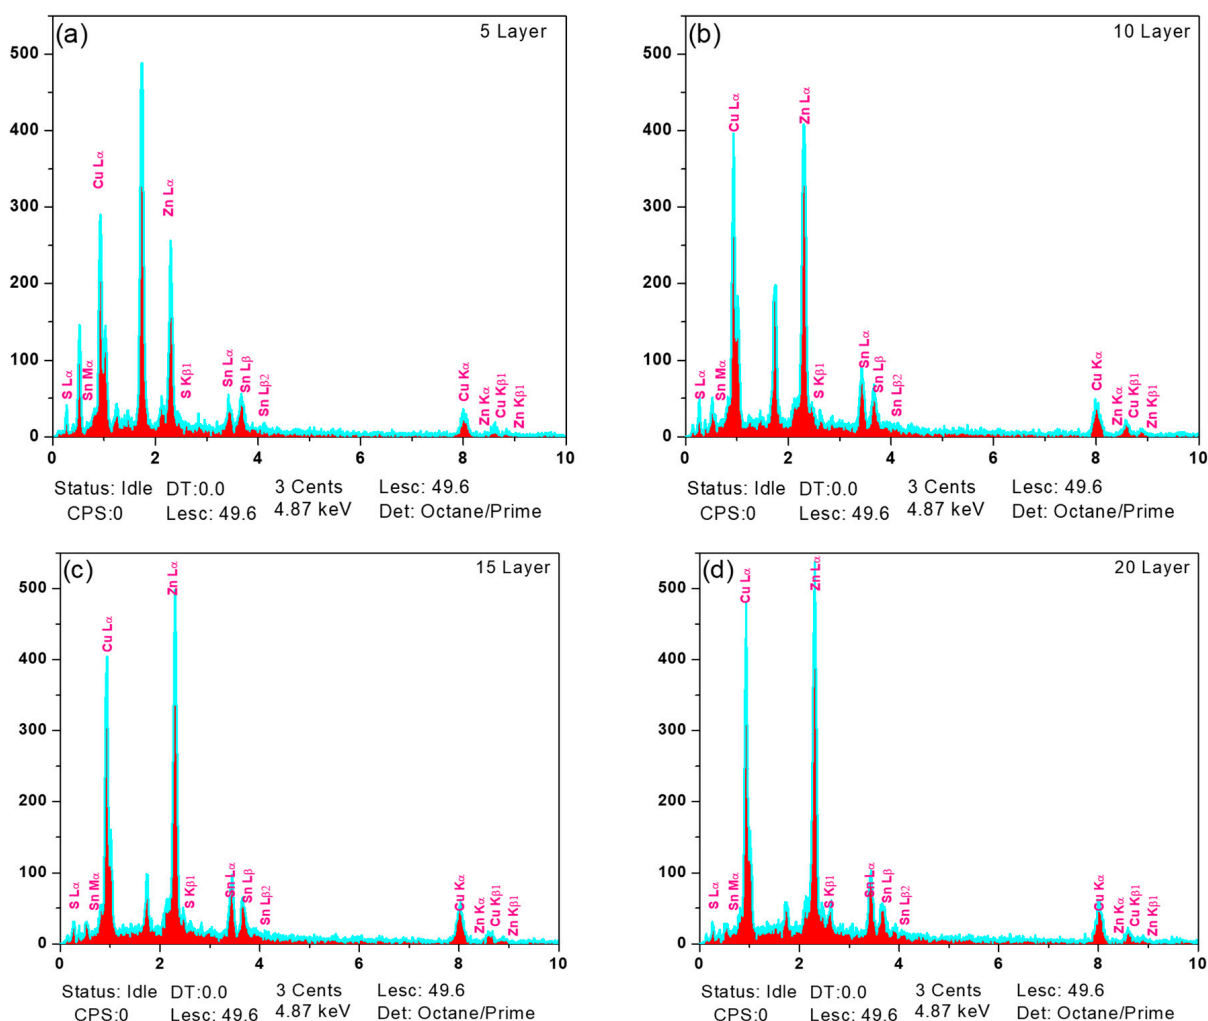 (a) 5 Layer
500
400
300
200
100
0
S Lα
Sn Mα
Cu Lα
Zn Lα
S Kβ1
Sn Lα
Sn Lβ
Sn Lβ2
Cu Kα
Zn Kα
Cu Kβ1
Zn Kβ1
0 2 4 6 8 10
Status: Idle DT:0.0 3 Cents Lesc: 49.6
CPS:0 Lesc: 49.6 4.87 keV Det: Octane/Prime
(b) 10 Layer
500
400
300
200
100
0
S Lα
Sn Mα
Cu Lα
Zn Lα
S Kβ1
Sn Lα
Sn Lβ
Sn Lβ2
Cu Kα
Zn Kα
Cu Kβ1
Zn Kβ1
0 2 4 6 8 10
Status: Idle DT:0.0 3 Cents Lesc: 49.6
CPS:0 Lesc: 49.6 4.87 keV Det: Octane/Prime
(c) 15 Layer
500
400
300
200
100
0
S Lα
Sn Mα
Cu Lα
Zn Lα
S Kβ1
Sn Lα
Sn Lβ
Sn Lβ2
Cu Kα
Zn Kα
Cu Kβ1
Zn Kβ1
0 2 4 6 8 10
Status: Idle DT:0.0 3 Cents Lesc: 49.6
CPS:0 Lesc: 49.6 4.87 keV Det: Octane/Prime
(d) 20 Layer
500
400
300
200
100
0
S Lα
Sn Mα
Cu Lα
Zn Lα
S Kβ1
Sn Lα
Sn Lβ
Sn Lβ2
Cu Kα
Zn Kα
Cu Kβ1
Zn Kβ1
0 2 4 6 8 10
Status: Idle DT:0.0 3 Cents Lesc: 49.6
CPS:0 Lesc: 49.6 4.87 keV Det: Octane/Prime